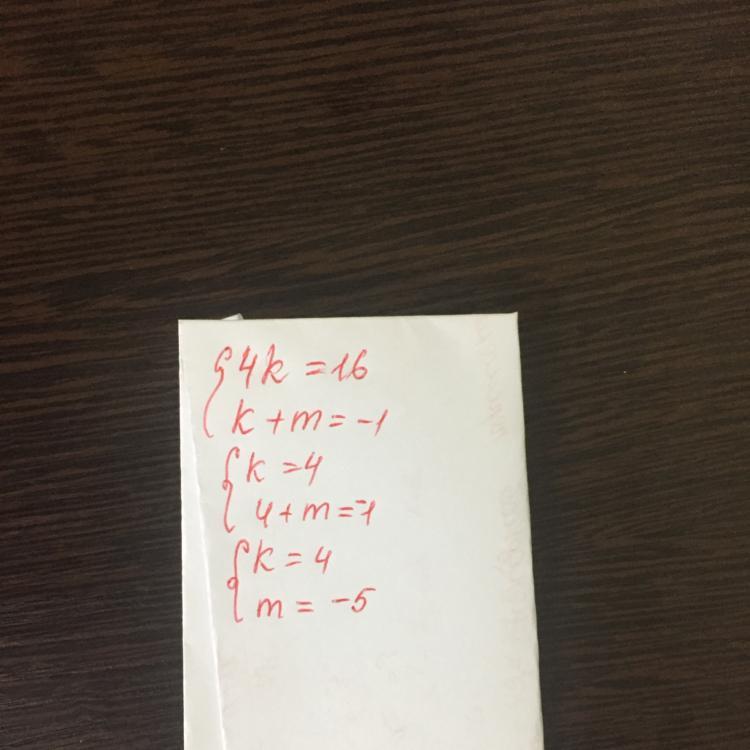 {4k = 16
k + m = -1
{k = 4
4 + m = -1
{k = 4
m = -5